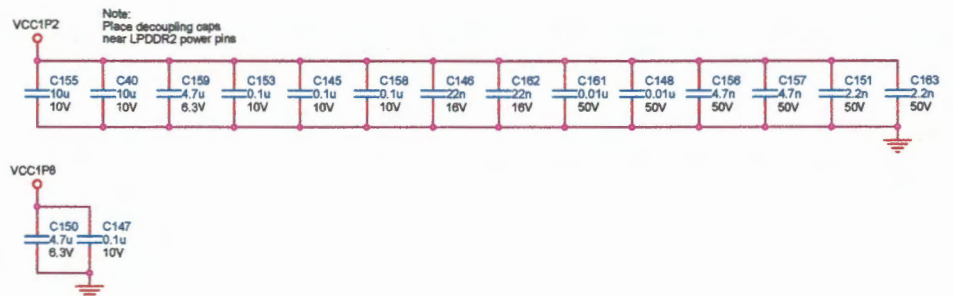 Note:
VCC1P2
Place decoupling caps
near LPDDR2 power pins
C155
10u
10V
C40
10u
10V
C159
4.7u
6.3V
C153
0.1u
10V
C145
0.1u
10V
C158
0.1u
10V
C146
22n
16V
C162
22n
16V
C161
0.01u
50V
C148
0.01u
50V
C156
4.7n
50V
C157
4.7n
50V
C151
2.2n
50V
C163
2.2n
50V
VCC1P8
C150
4.7u
6.3V
C147
0.1u
10V